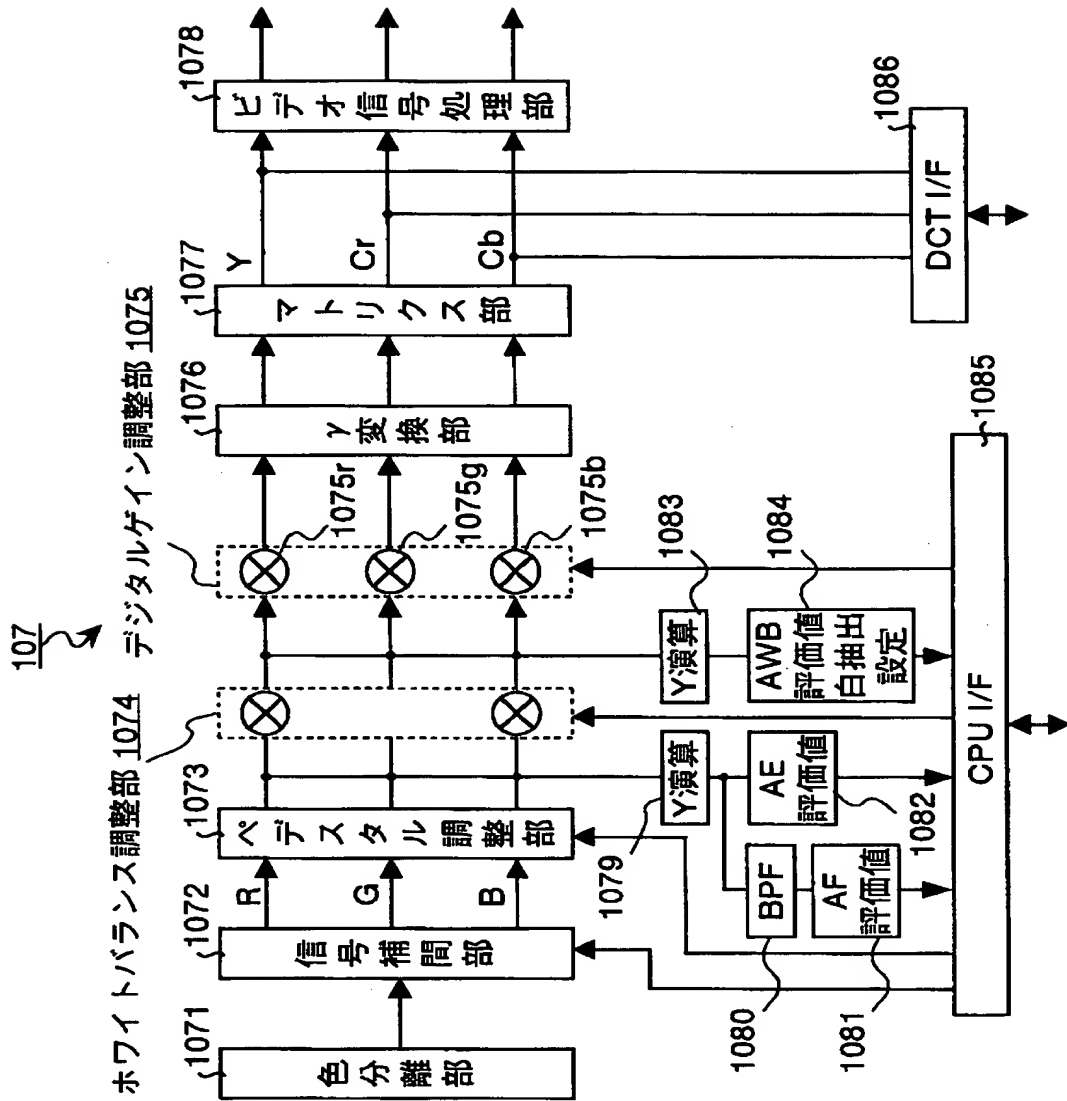 107
ホワイトバランス調整部 1074
デジタルゲイン調整部 1075
1071
色分離部
1072
信号補間部
R
G
B
1073
ペデスタル調整部
1075r
1075g
1075b
1076
γ変換部
1077
マトリクス部
Y
Cr
Cb
1078
ビデオ信号処理部
1079
Y演算
1080
BPF
1081
AF
評価値
1082
AE
評価値
1083
Y演算
1084
AWB
評価値
白抽出
設定
1085
CPU I/F
1086
DCT I/F